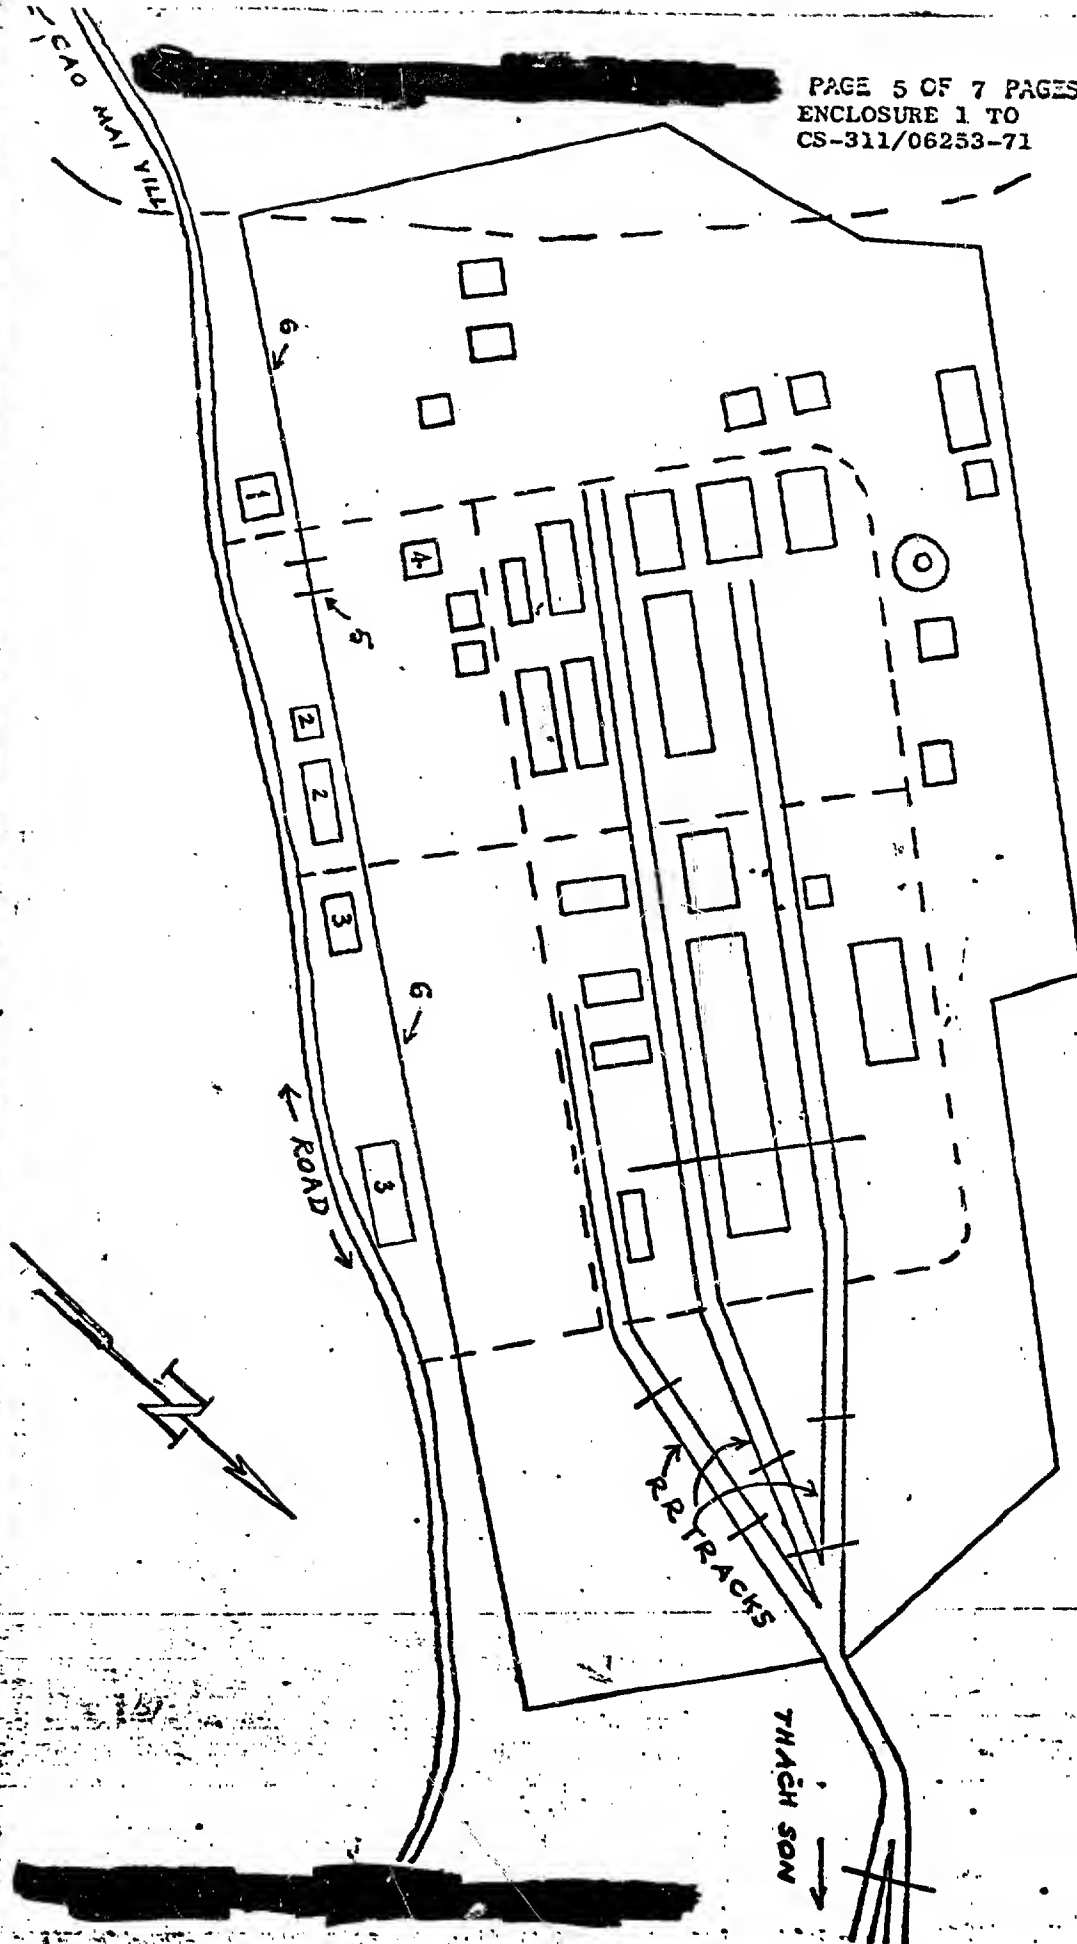 PAGE 5 OF 7 PAGES
ENCLOSURE 1 TO
CS-311/06253-71
CAO MAI VILL
6
1
4
5
2
2
3
6
ROAD
3
N
RR TRACKS
THACH SON